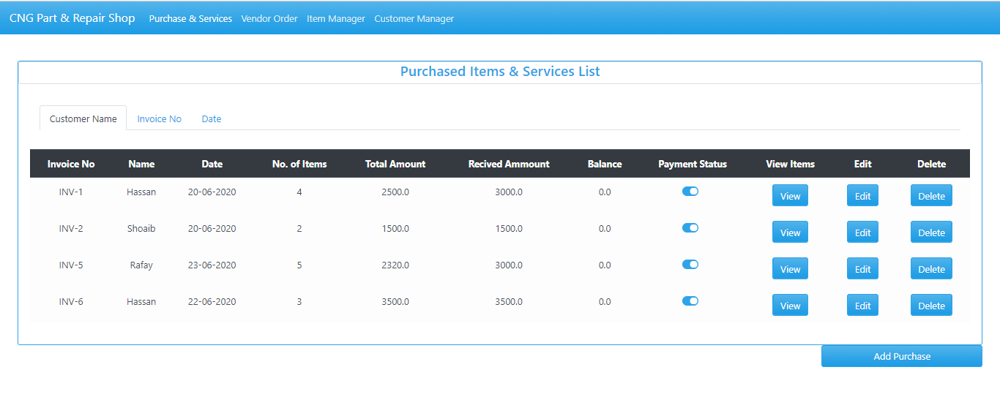 CNG Part & Repair Shop Purchase & Services Vendor Order Item Manager Customer Manager
Purchased Items & Services List
Customer Name Invoice No Date
Invoice No Name Date No. of Items Total Amount Recived Ammount Balance Payment Status View Items Edit Delete
INV-1 Hassan 20-06-2020 4 2500.0 3000.0 0.0 View Edit Delete
INV-2 Shoaib 20-06-2020 2 1500.0 1500.0 0.0 View Edit Delete
INV-5 Rafay 23-06-2020 5 2320.0 3000.0 0.0 View Edit Delete
INV-6 Hassan 22-06-2020 3 3500.0 3500.0 0.0 View Edit Delete
Add Purchase